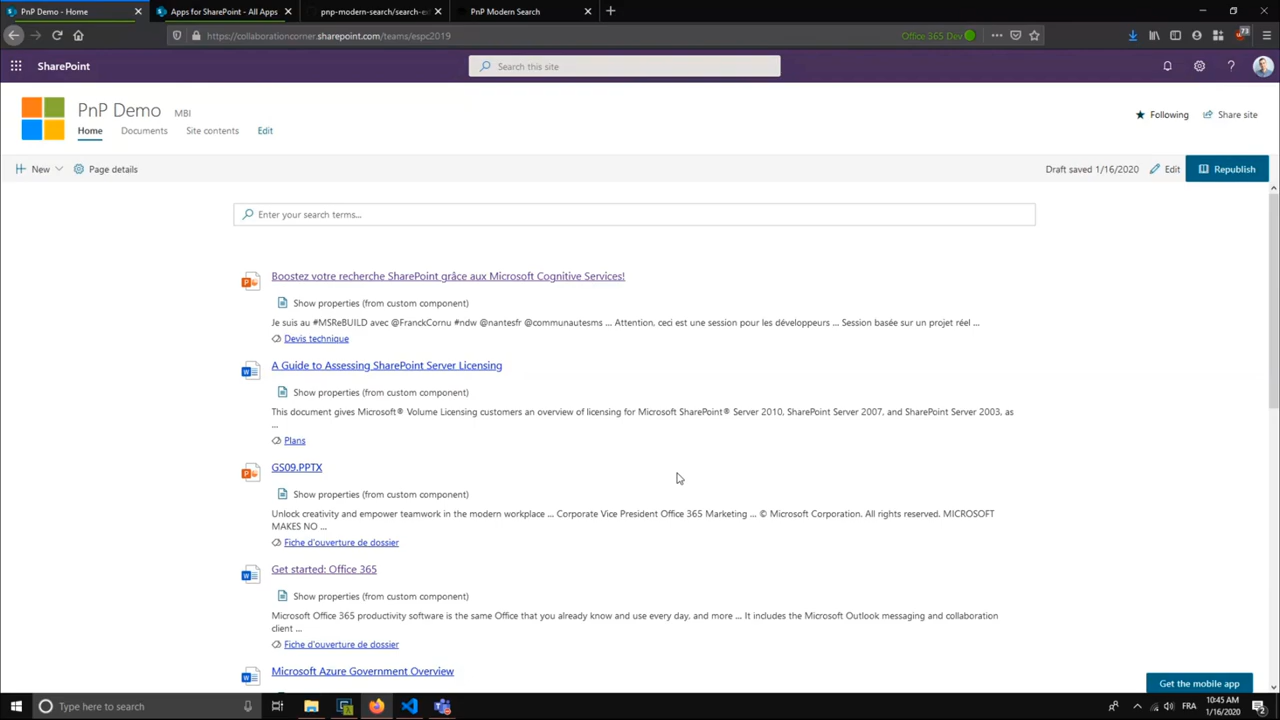 PnP Demo - Home
Apps for SharePoint - All Apps
pnp-modern-search/search-e
PnP Modern Search
https://collaborationcorner.sharepoint.com/teams/espc2019
Office 365 Dev
73
SharePoint
Search this site
PnP Demo
MBI
Home
Documents
Site contents
Edit
Following
Share site
New
Page details
Draft saved 1/16/2020
Edit
Republish
Enter your search terms...
Boostez votre recherche SharePoint grâce aux Microsoft Cognitive Services!
Show properties (from custom component)
Je suis au #MSReBUILD avec @FranckCornu #ndw @nantesfr @communautesms ... Attention, ceci est une session pour les développeurs ... Session basée sur un projet réel ...
Devis technique
A Guide to Assessing SharePoint Server Licensing
Show properties (from custom component)
This document gives Microsoft® Volume Licensing customers an overview of licensing for Microsoft SharePoint® Server 2010, SharePoint Server 2007, and SharePoint Server 2003, as
...
Plans
GS09.PPTX
Show properties (from custom component)
Unlock creativity and empower teamwork in the modern workplace ... Corporate Vice President Office 365 Marketing ... © Microsoft Corporation. All rights reserved. MICROSOFT
MAKES NO ...
Fiche d'ouverture de dossier
Get started: Office 365
Show properties (from custom component)
Microsoft Office 365 productivity software is the same Office that you already know and use every day, and more ... It includes the Microsoft Outlook messaging and collaboration
client ...
Fiche d'ouverture de dossier
Microsoft Azure Government Overview
Get the mobile app
Type here to search
FRA
10:45 AM
1/16/2020
2